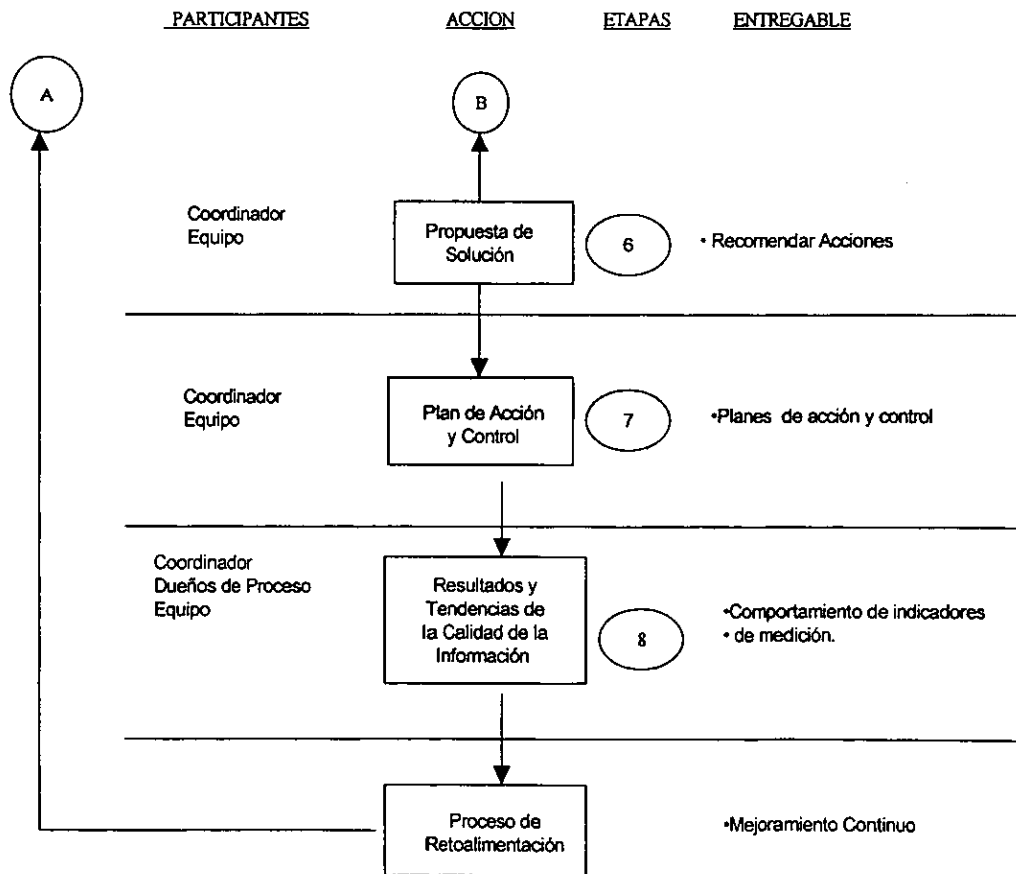 PARTICIPANTES ACCION ETAPAS ENTREGABLE
A
B
Coordinador
Equipo
Propuesta de
Solución
6
• Recomendar Acciones
Coordinador
Equipo
Plan de Acción
y Control
7
•Planes de acción y control
Coordinador
Dueños de Proceso
Equipo
Resultados y
Tendencias de
la Calidad de la
Información
8
•Comportamiento de indicadores
• de medición.
Proceso de
Retoalimentación
•Mejoramiento Continuo